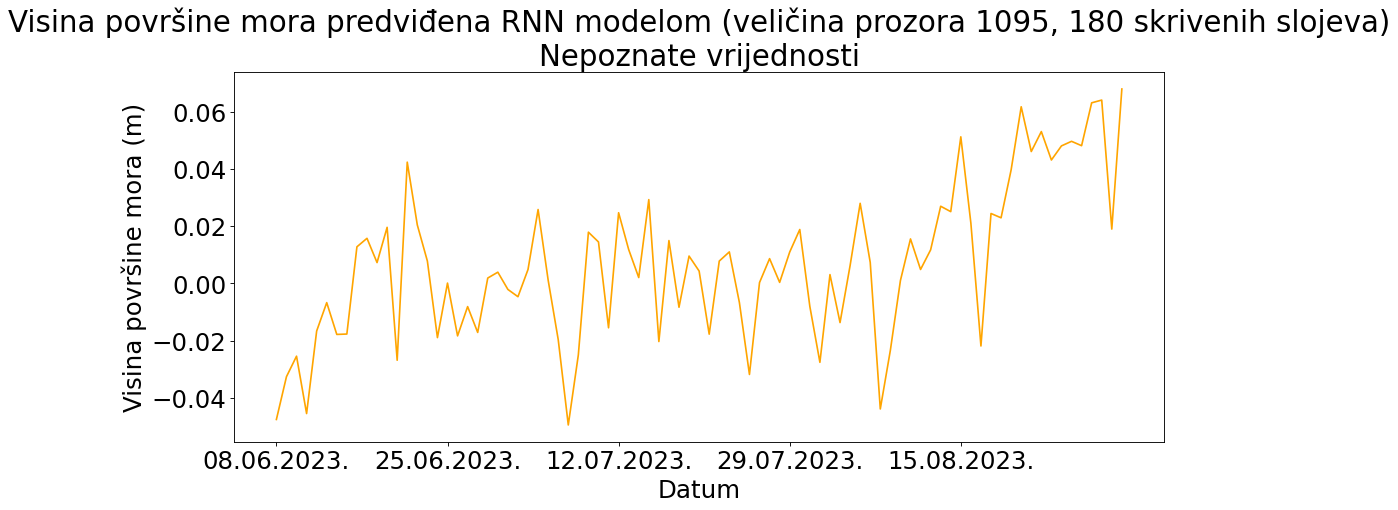 Visina površine mora predviđena RNN modelom (veličina prozora 1095, 180 skrivenih slojeva)
Nepoznate vrijednosti
Visina površine mora (m)
0.06
0.04
0.02
0.00
−0.02
−0.04
08.06.2023. 25.06.2023. 12.07.2023. 29.07.2023. 15.08.2023.
Datum